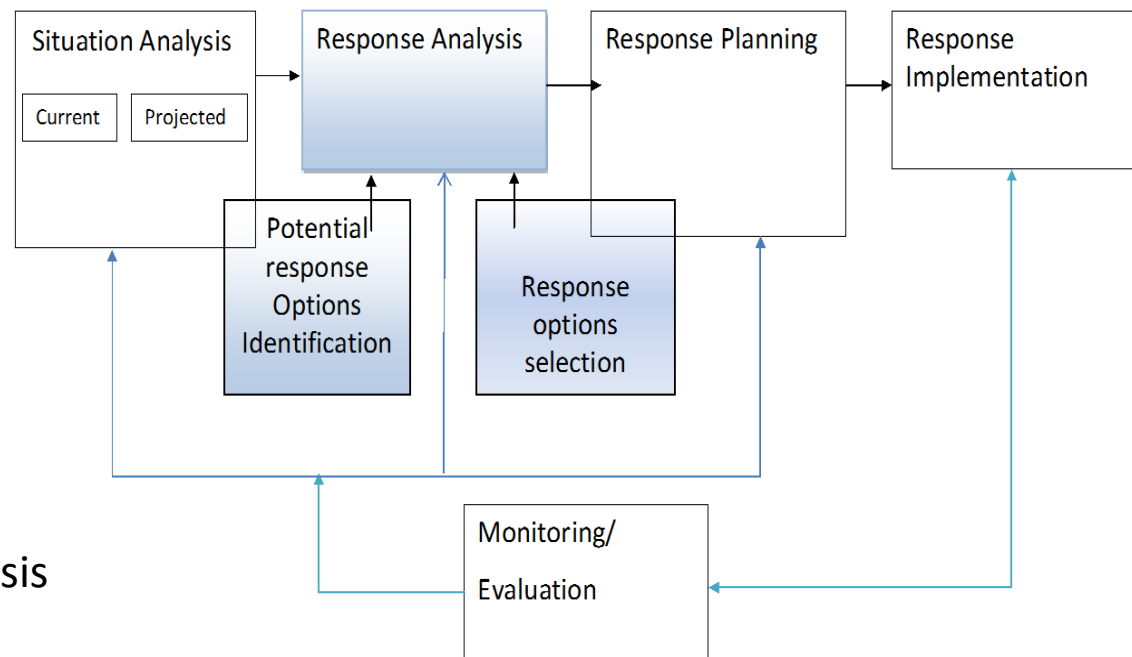 Situation Analysis
Current
Projected
Response Analysis
Response Planning
Response
Implementation
Potential
response
Options
Identification
Response
options
selection
Monitoring/
Evaluation
sis